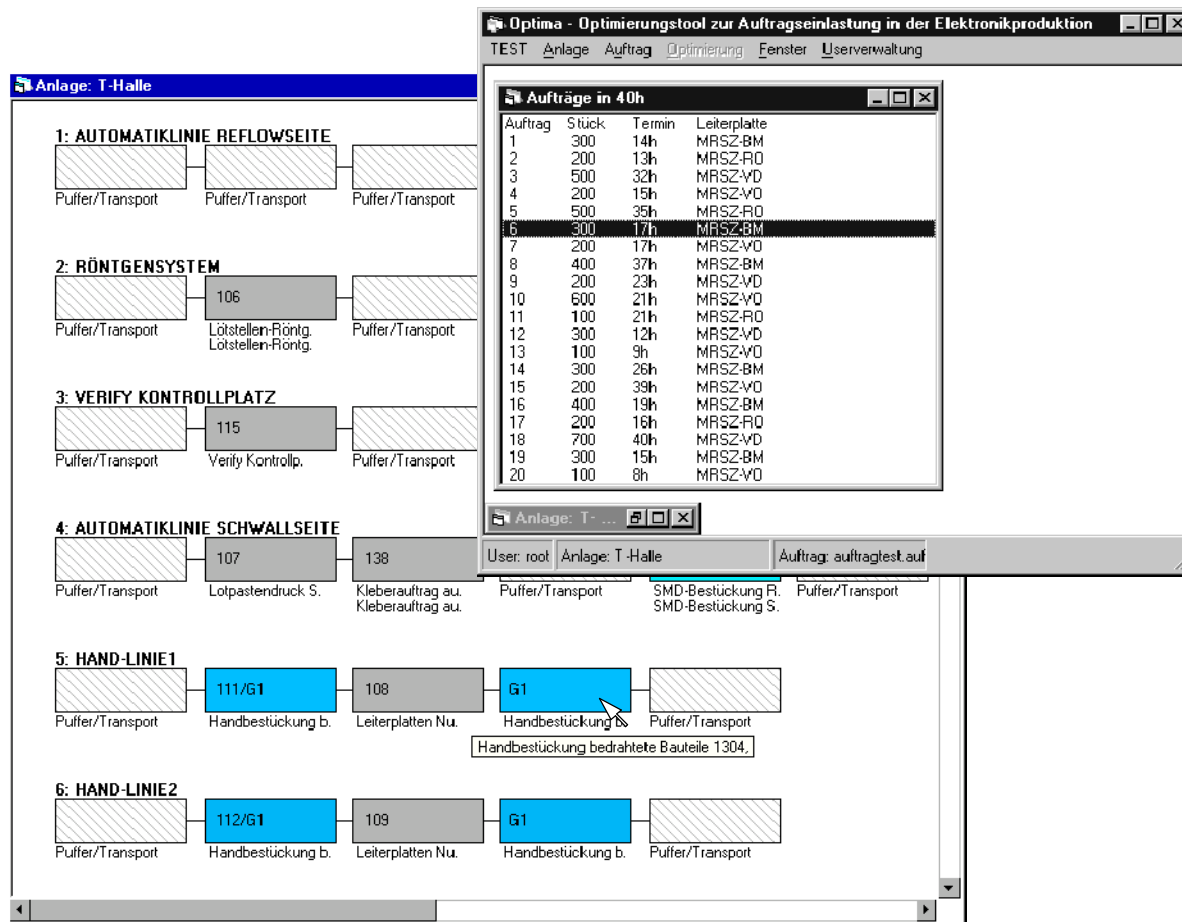 Optima - Optimierungstool zur Auftragseinlastung in der Elektronikproduktion
TEST Anlage Auftrag Optimierung Fenster Userverwaltung
Aufträge in 40h
Auftrag Stück Termin Leiterplatte
1 300 14h MRSZ-BM
2 200 13h MRSZ-RO
3 500 32h MRSZ-VD
4 200 15h MRSZ-VO
5 500 35h MRSZ-RO
6 300 17h MRSZ-BM
7 200 17h MRSZ-VO
8 400 37h MRSZ-BM
9 200 23h MRSZ-VD
10 600 21h MRSZ-VO
11 100 21h MRSZ-RO
12 300 12h MRSZ-VD
13 100 9h MRSZ-VO
14 300 26h MRSZ-BM
15 200 39h MRSZ-VO
16 400 19h MRSZ-BM
17 200 16h MRSZ-RO
18 700 40h MRSZ-VD
19 300 15h MRSZ-BM
20 100 8h MRSZ-VO
Anlage: T- ...
User: root Anlage: T-Halle Auftrag: auftragtest.auf
Anlage: T-Halle
1: AUTOMATIKLINIE REFLOWSEITE
Puffer/Transport Puffer/Transport Puffer/Transport
2: RÖNTGENSYSTEM
106
Puffer/Transport Lötstellen-Röntg. Puffer/Transport
Lötstellen-Röntg.
3: VERIFY KONTROLLPLATZ
115
Puffer/Transport Verify Kontrollp. Puffer/Transport
4: AUTOMATIKLINIE SCHWALLSEITE
107 138
Puffer/Transport Lotpastendruck S. Kleberauftrag au. Puffer/Transport SMD-Bestückung R. Puffer/Transport
Kleberauftrag au. SMD-Bestückung S.
5: HAND-LINIE1
111/G1 108 G1
Puffer/Transport Handbestückung b. Leiterplatten Nu. Handbestückung b. Puffer/Transport
Handbestückung bedrahtete Bauteile 1304,
6: HAND-LINIE2
112/G1 109 G1
Puffer/Transport Handbestückung b. Leiterplatten Nu. Handbestückung b. Puffer/Transport